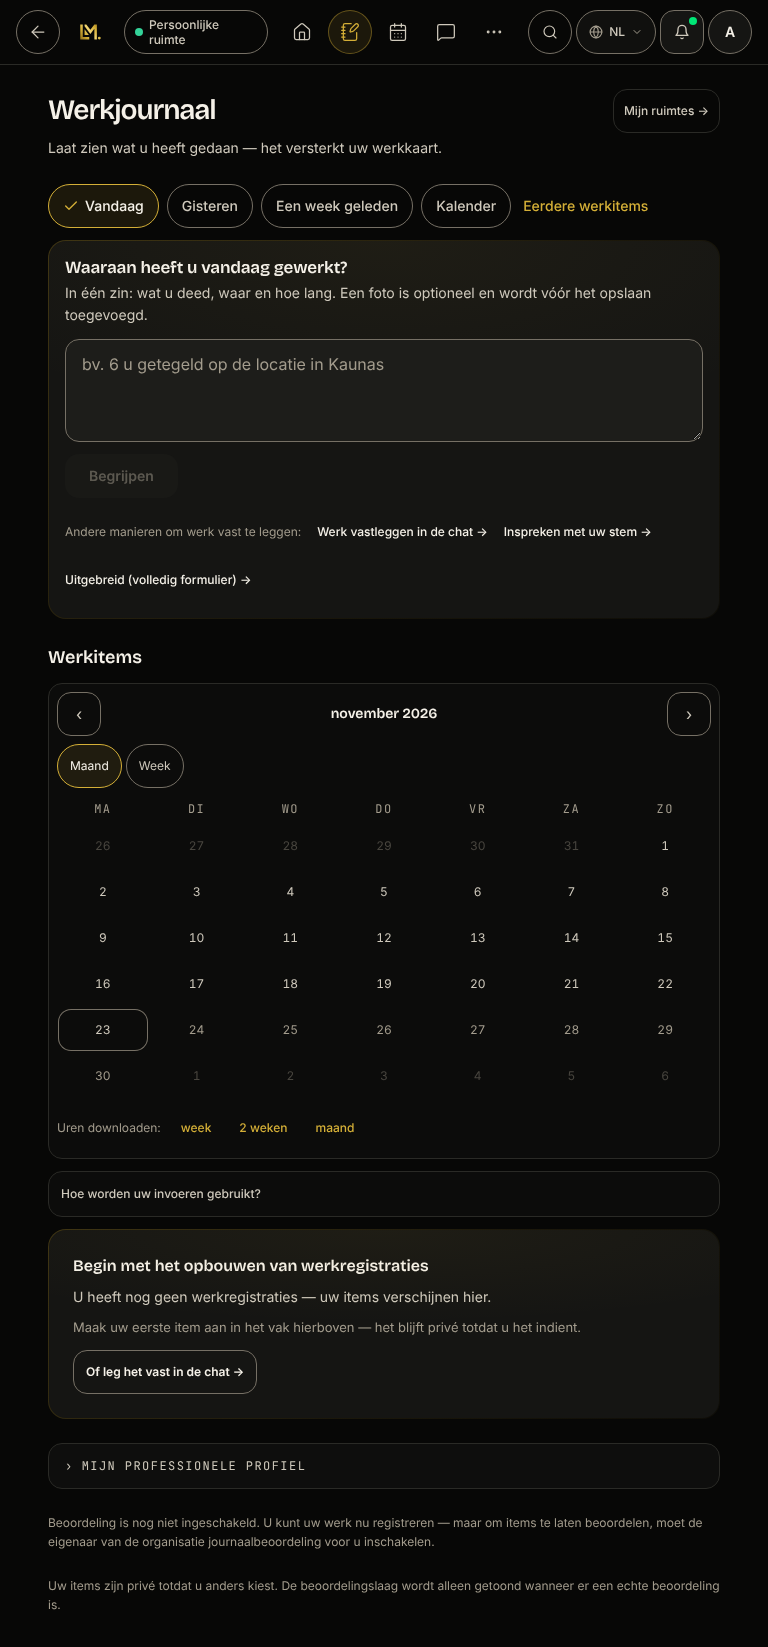 LM.
Persoonlijke
ruimte
NL
A
Werkjournaal
Mijn ruimtes →
Laat zien wat u heeft gedaan — het versterkt uw werkkaart.
Vandaag
Gisteren
Een week geleden
Kalender
Eerdere werkitems
Waaraan heeft u vandaag gewerkt?
In één zin: wat u deed, waar en hoe lang. Een foto is optioneel en wordt vóór het opslaan
toegevoegd.
bv. 6 u getegeld op de locatie in Kaunas
Begrijpen
Andere manieren om werk vast te leggen: Werk vastleggen in de chat → Inspreken met uw stem →
Uitgebreid (volledig formulier) →
Werkitems
‹ november 2026 ›
Maand Week
MA DI WO DO VR ZA ZO
26 27 28 29 30 31 1
2 3 4 5 6 7 8
9 10 11 12 13 14 15
16 17 18 19 20 21 22
23 24 25 26 27 28 29
30 1 2 3 4 5 6
Uren downloaden: week 2 weken maand
Hoe worden uw invoeren gebruikt?
Begin met het opbouwen van werkregistraties
U heeft nog geen werkregistraties — uw items verschijnen hier.
Maak uw eerste item aan in het vak hierboven — het blijft privé totdat u het indient.
Of leg het vast in de chat →
› MIJN PROFESSIONELE PROFIEL
Beoordeling is nog niet ingeschakeld. U kunt uw werk nu registreren — maar om items te laten beoordelen, moet de
eigenaar van de organisatie journaalbeoordeling voor u inschakelen.
Uw items zijn privé totdat u anders kiest. De beoordelingslaag wordt alleen getoond wanneer er een echte beoordeling
is.